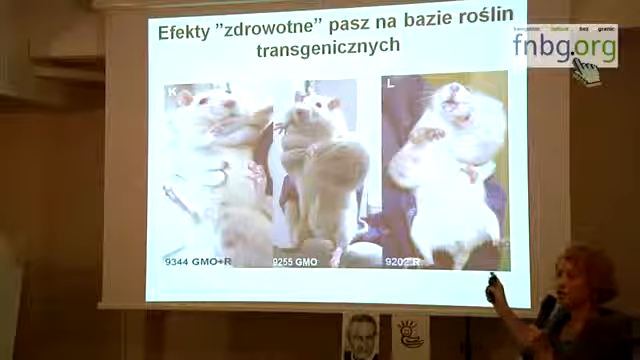 Efekty ”zdrowotne” pasz na bazie roślin
transgenicznych
fnbg.org
K
L
9344 GMO+R
9255 GMO
9202 R